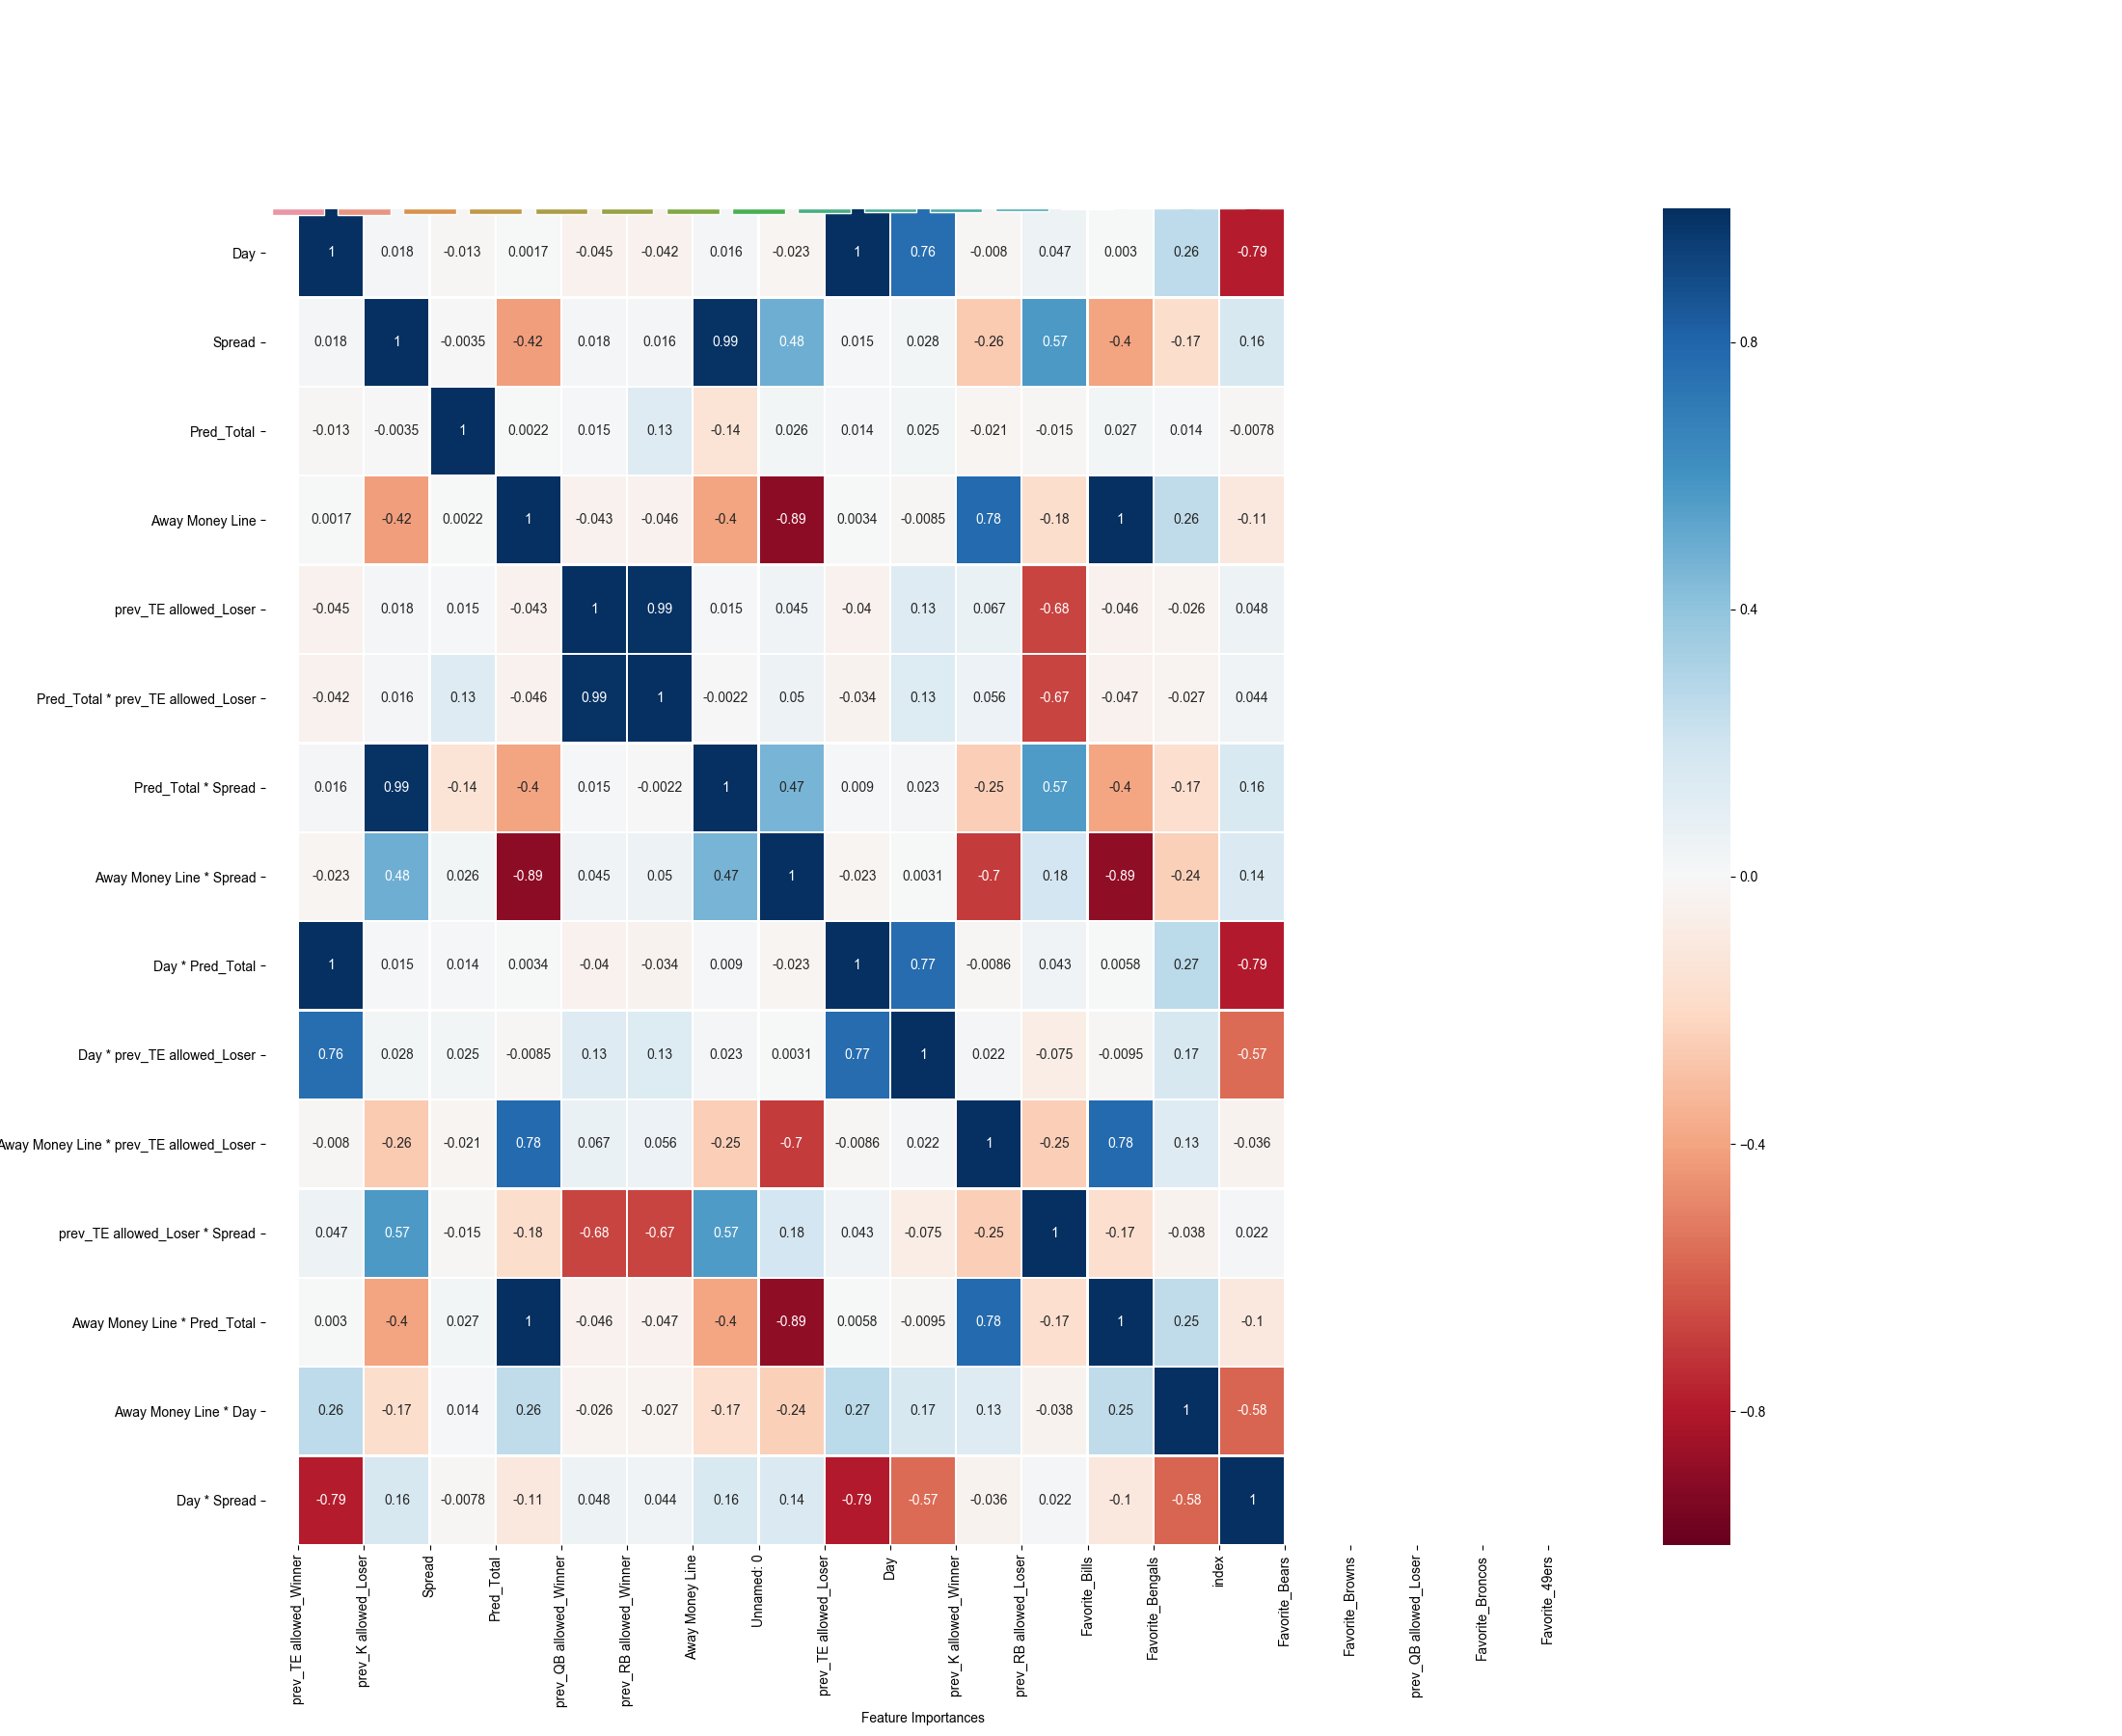 Day 1 0.018 -0.013 0.0017 -0.045 -0.042 0.016 -0.023 1 0.76 -0.008 0.047 0.003 0.26 -0.79
Spread 0.018 1 -0.0035 -0.42 0.018 0.016 0.99 0.48 0.015 0.028 -0.26 0.57 -0.4 -0.17 0.16
0.8
Pred_Total -0.013 -0.0035 1 0.0022 0.015 0.13 -0.14 0.026 0.014 0.025 -0.021 -0.015 0.027 0.014 -0.0078
Away Money Line 0.0017 -0.42 0.0022 1 -0.043 -0.046 -0.4 -0.89 0.0034 -0.0085 0.78 -0.18 1 0.26 -0.11
prev_TE allowed_Loser -0.045 0.018 0.015 -0.043 1 0.99 0.015 0.045 -0.04 0.13 0.067 -0.68 -0.046 -0.026 0.048
0.4
Pred_Total * prev_TE allowed_Loser -0.042 0.016 0.13 -0.046 0.99 1 -0.0022 0.05 -0.034 0.13 0.056 -0.67 -0.047 -0.027 0.044
Pred_Total * Spread 0.016 0.99 -0.14 -0.4 0.015 -0.0022 1 0.47 0.009 0.023 -0.25 0.57 -0.4 -0.17 0.16
Away Money Line * Spread -0.023 0.48 0.026 -0.89 0.045 0.05 0.47 1 -0.023 0.0031 -0.7 0.18 -0.89 -0.24 0.14
0.0
Day * Pred_Total 1 0.015 0.014 0.0034 -0.04 -0.034 0.009 -0.023 1 0.77 -0.0086 0.043 0.0058 0.27 -0.79
Day * prev_TE allowed_Loser 0.76 0.028 0.025 -0.0085 0.13 0.13 0.023 0.0031 0.77 1 0.022 -0.075 -0.0095 0.17 -0.57
Away Money Line * prev_TE allowed_Loser -0.008 -0.26 -0.021 0.78 0.067 0.056 -0.25 -0.7 -0.0086 0.022 1 -0.25 0.78 0.13 -0.036
−0.4
prev_TE allowed_Loser * Spread 0.047 0.57 -0.015 -0.18 -0.68 -0.67 0.57 0.18 0.043 -0.075 -0.25 1 -0.17 -0.038 0.022
Away Money Line * Pred_Total 0.003 -0.4 0.027 1 -0.046 -0.047 -0.4 -0.89 0.0058 -0.0095 0.78 -0.17 1 0.25 -0.1
Away Money Line * Day 0.26 -0.17 0.014 0.26 -0.026 -0.027 -0.17 -0.24 0.27 0.17 0.13 -0.038 0.25 1 -0.58
−0.8
Day * Spread -0.79 0.16 -0.0078 -0.11 0.048 0.044 0.16 0.14 -0.79 -0.57 -0.036 0.022 -0.1 -0.58 1
prev_TE allowed_Winner
prev_K allowed_Loser
Spread
Pred_Total
prev_QB allowed_Winner
prev_RB allowed_Winner
Away Money Line
Unnamed: 0
prev_TE allowed_Loser
Day
prev_K allowed_Winner
prev_RB allowed_Loser
Favorite_Bills
Favorite_Bengals
index
Favorite_Bears
Favorite_Browns
prev_QB allowed_Loser
Favorite_Broncos
Favorite_49ers
Feature Importances